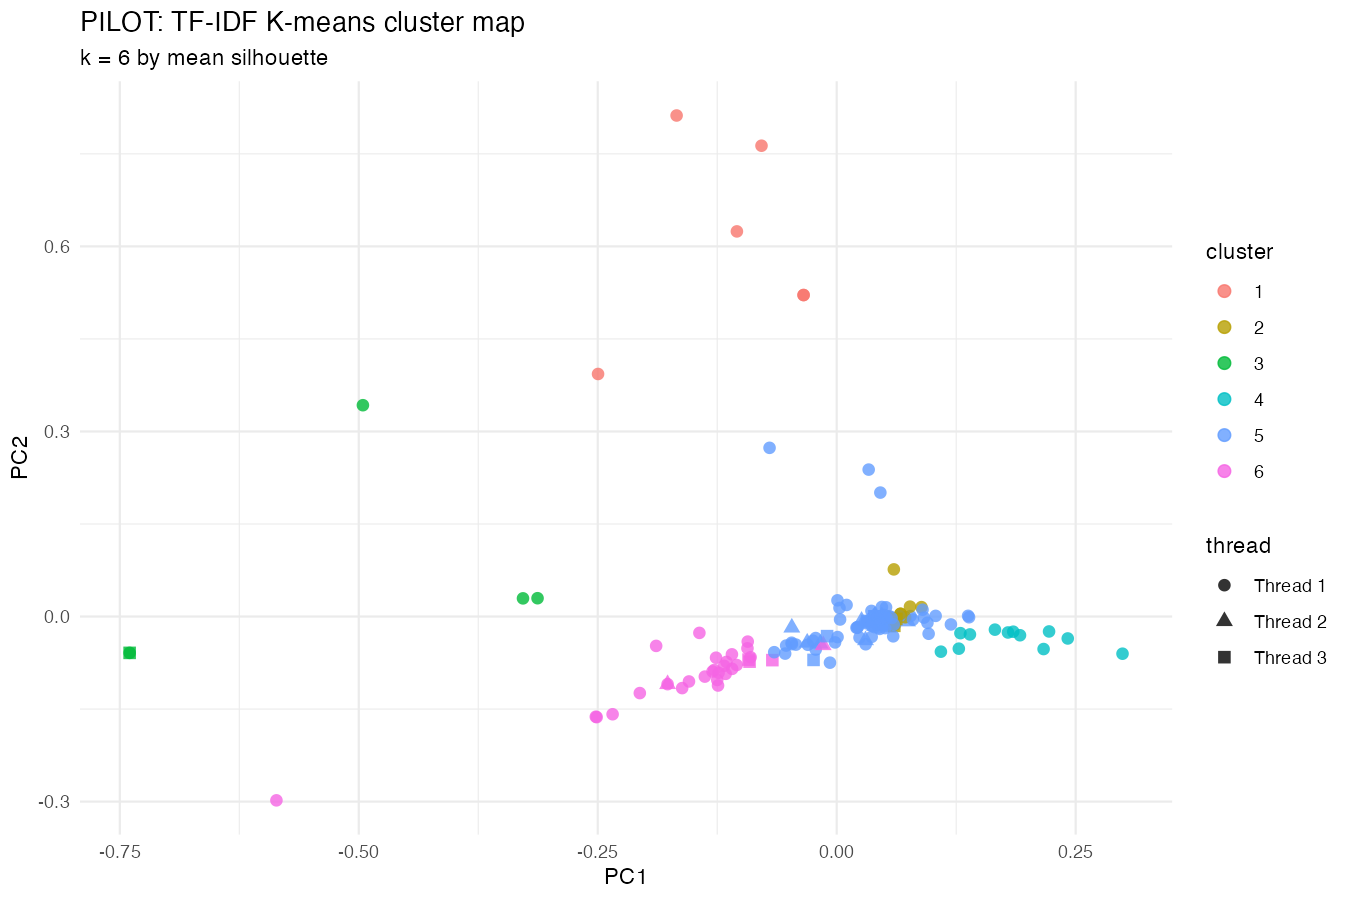 PILOT: TF-IDF K-means cluster map
k = 6 by mean silhouette
PC2
0.6
0.3
0.0
-0.3
-0.75
-0.50
-0.25
0.00
0.25
PC1
cluster
1
2
3
4
5
6
thread
Thread 1
Thread 2
Thread 3